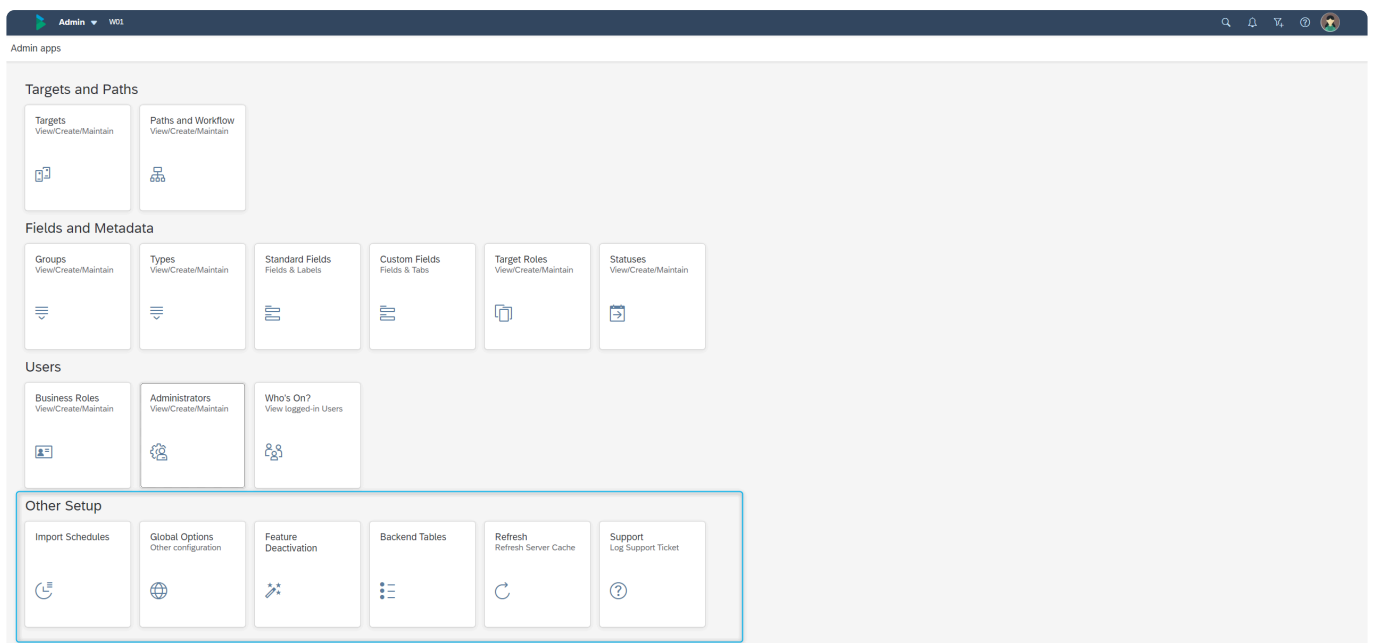 Admin W01
Admin apps
Targets and Paths
Targets
View/Create/Maintain
Paths and Workflow
View/Create/Maintain
Fields and Metadata
Groups
View/Create/Maintain
Types
View/Create/Maintain
Standard Fields
Fields & Labels
Custom Fields
Fields & Tabs
Target Roles
View/Create/Maintain
Statuses
View/Create/Maintain
Users
Business Roles
View/Create/Maintain
Administrators
View/Create/Maintain
Who's On?
View logged-in Users
Other Setup
Import Schedules
Global Options
Other configuration
Feature
Deactivation
Backend Tables
Refresh
Refresh Server Cache
Support
Log Support Ticket